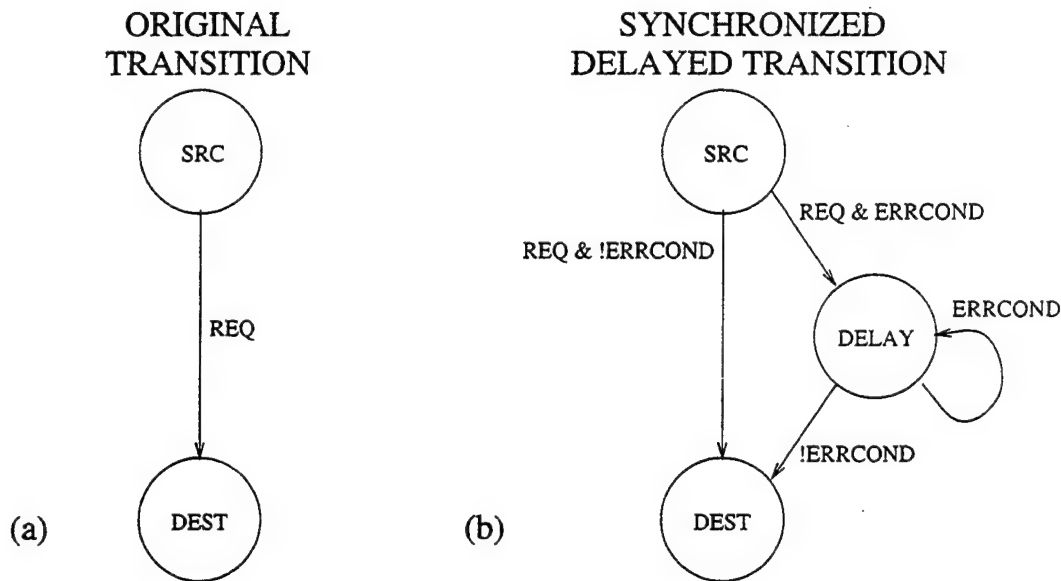 ORIGINAL
TRANSITION
SRC
REQ
DEST
(a)
SYNCHRONIZED
DELAYED TRANSITION
SRC
REQ & ERRCOND
REQ & !ERRCOND
ERRCOND
DELAY
!ERRCOND
DEST
(b)